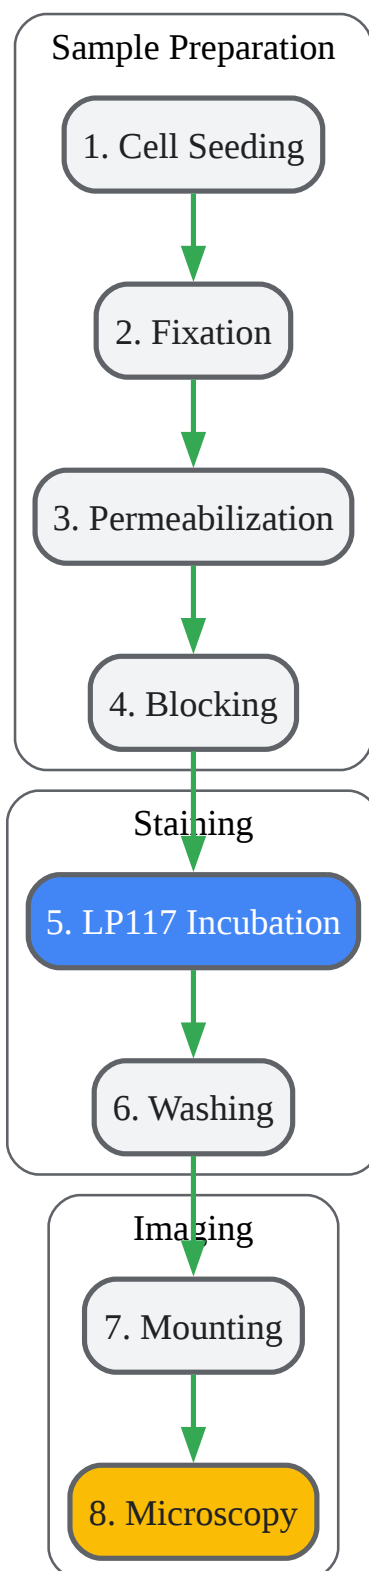 Sample Preparation
1. Cell Seeding
2. Fixation
3. Permeabilization
4. Blocking
Staining
5. LP117 Incubation
6. Washing
Imaging
7. Mounting
8. Microscopy